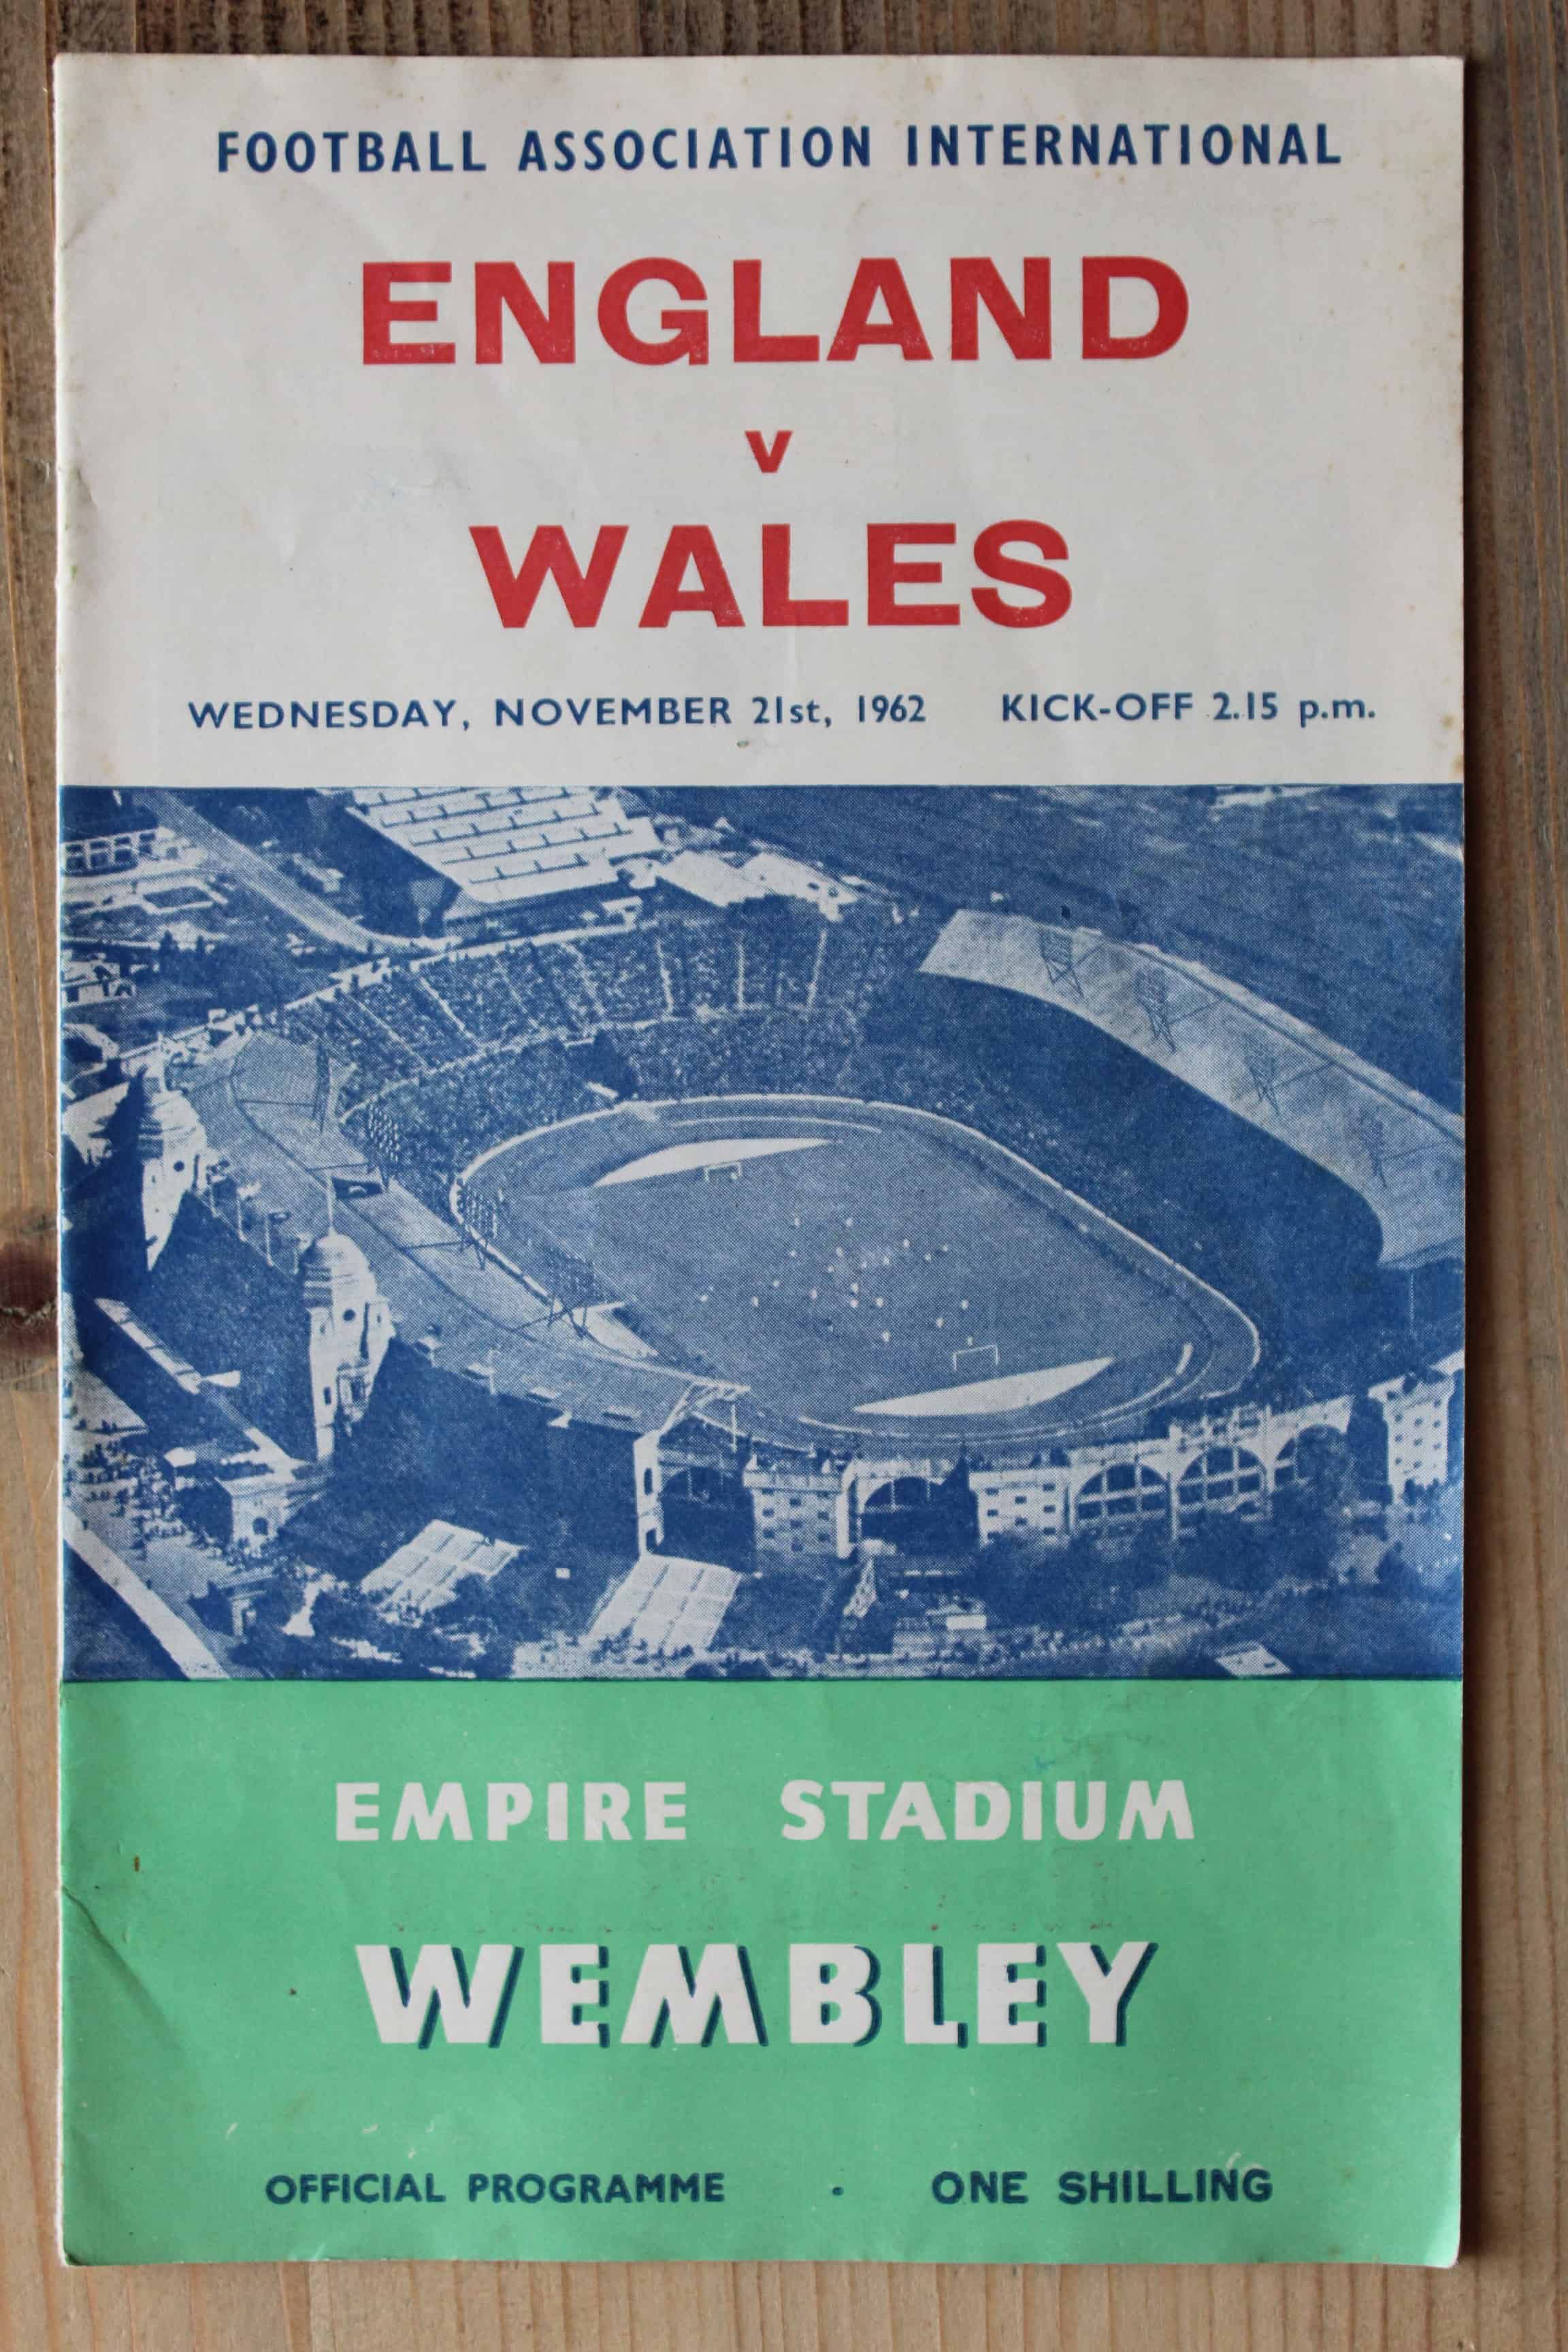 FOOTBALL ASSOCIATION INTERNATIONAL
ENGLAND
v
WALES
WEDNESDAY, NOVEMBER 21st, 1962 KICK-OFF 2.15 p.m.
EMPIRE STADIUM
WEMBLEY
OFFICIAL PROGRAMME · ONE SHILLING